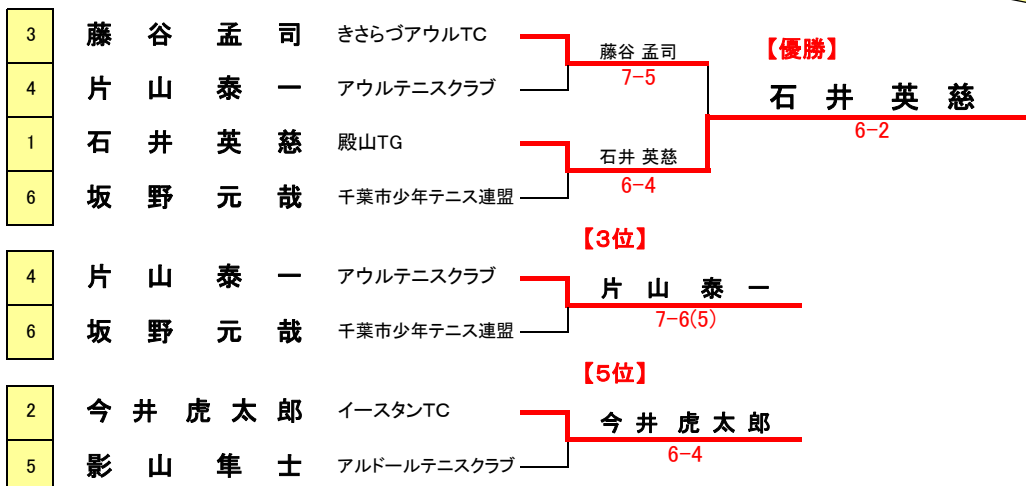 3 藤 谷 孟 司 きさらづアウルTC
藤谷 孟司
7-5
【優勝】
4 片 山 泰 一 アウルテニスクラブ
石 井 英 慈
6-2
1 石 井 英 慈 殿山TG
石井 英慈
6-4
6 坂 野 元 哉 千葉市少年テニス連盟
【3位】
4 片 山 泰 一 アウルテニスクラブ
片 山 泰 一
7-6(5)
6 坂 野 元 哉 千葉市少年テニス連盟
【5位】
2 今 井 虎 太 郎 イースタンTC
今 井 虎 太 郎
6-4
5 影 山 隼 士 アルドールテニスクラブ